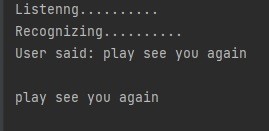 Listenng..........
Recognizing..........
User said: play see you again
play see you again